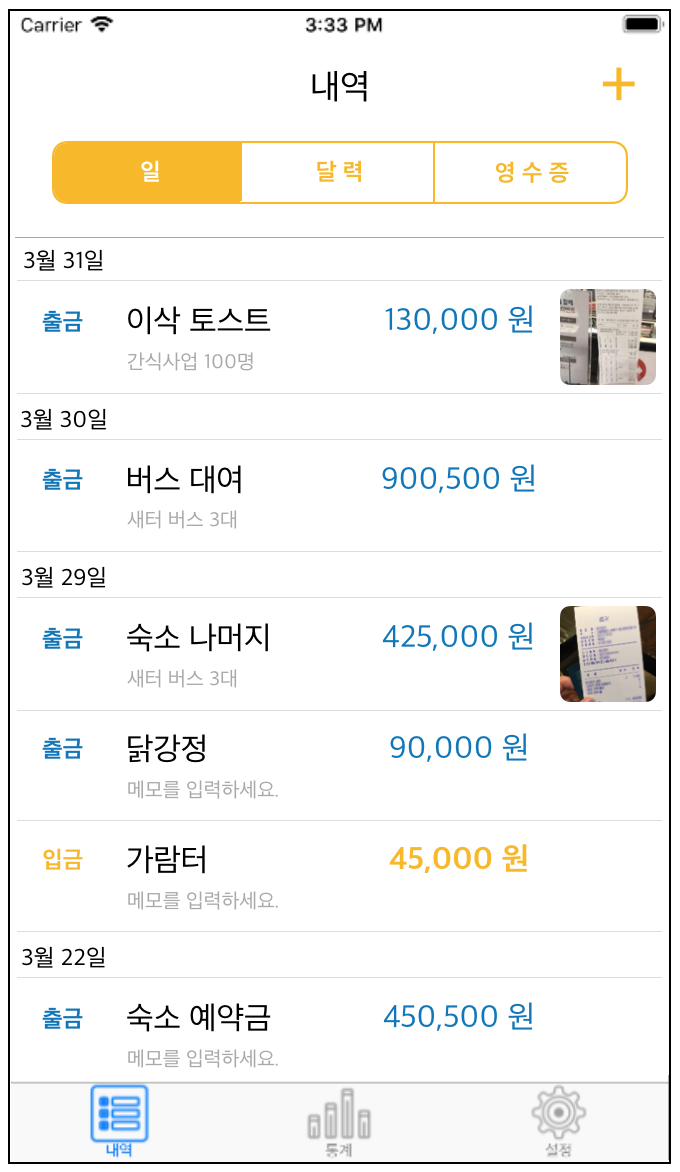 Carrier 3:33 PM
내역 +
일 달력 영수증
3월 31일
출금 이삭 토스트 130,000 원
간식사업 100명
3월 30일
출금 버스 대여 900,500 원
새터 버스 3대
3월 29일
출금 숙소 나머지 425,000 원
새터 버스 3대
출금 닭강정 90,000 원
메모를 입력하세요.
입금 가람터 45,000 원
메모를 입력하세요.
3월 22일
출금 숙소 예약금 450,500 원
메모를 입력하세요.
내역 통계 설정